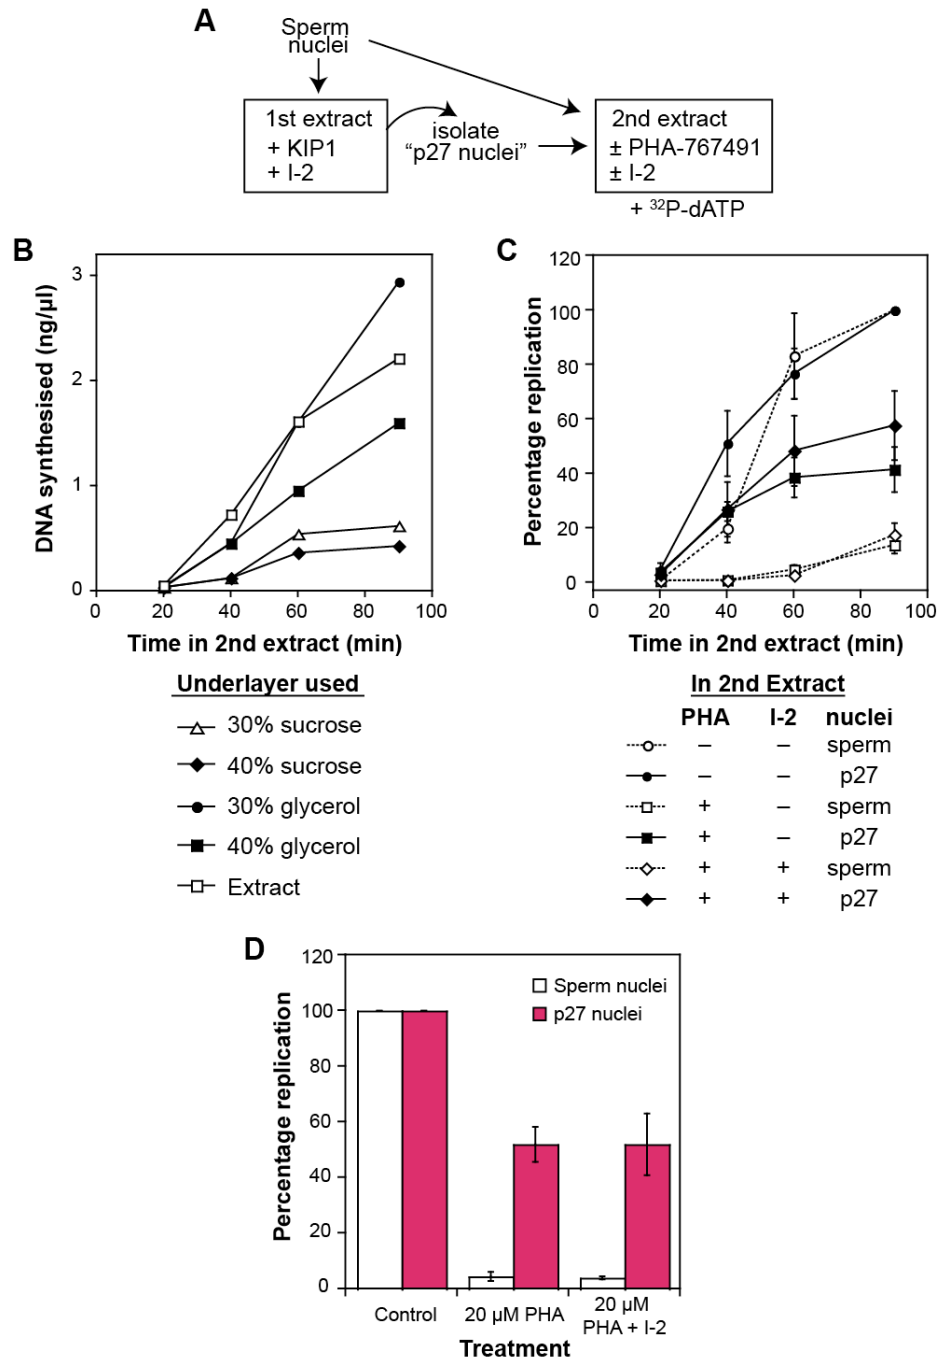 A
Sperm
nuclei
1st extract
+ KIP1
+ I-2
isolate
“p27 nuclei”
2nd extract
± PHA-767491
± I-2
+ ³²P-dATP
B
DNA synthesised (ng/µl)
3
2
1
0
0 20 40 60 80 100
Time in 2nd extract (min)
Underlayer used
30% sucrose
40% sucrose
30% glycerol
40% glycerol
Extract
C
Percentage replication
120
100
80
60
40
20
0
0 20 40 60 80 100
Time in 2nd extract (min)
In 2nd Extract
PHA I-2 nuclei
– – sperm
– – p27
+ – sperm
+ – p27
+ + sperm
+ + p27
D
Percentage replication
120
100
80
60
40
20
0
Sperm nuclei
p27 nuclei
Control
20 µM PHA
20 µM
PHA + I-2
Treatment